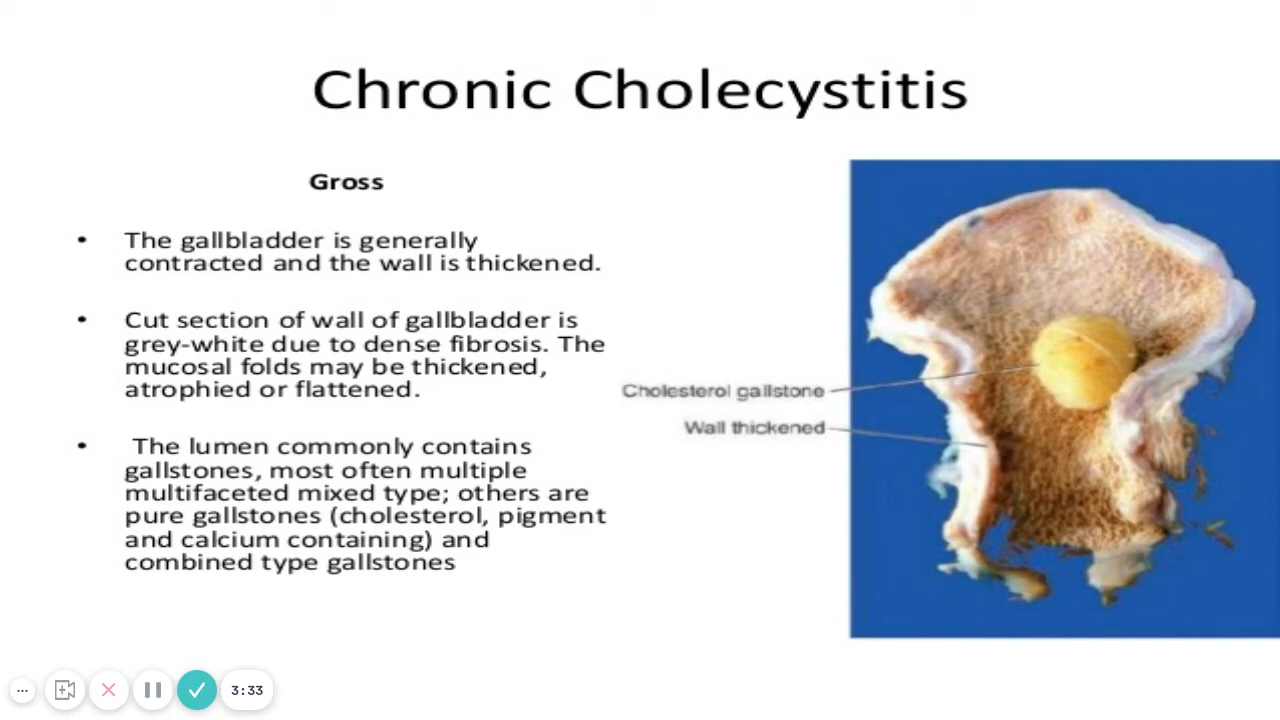 Chronic Cholecystitis
Gross
• The gallbladder is generally
contracted and the wall is thickened.
• Cut section of wall of gallbladder is
grey-white due to dense fibrosis. The
mucosal folds may be thickened,
atrophied or flattened.
• The lumen commonly contains
gallstones, most often multiple
multifaceted mixed type; others are
pure gallstones (cholesterol, pigment
and calcium containing) and
combined type gallstones
Cholesterol gallstone
Wall thickened
3:33